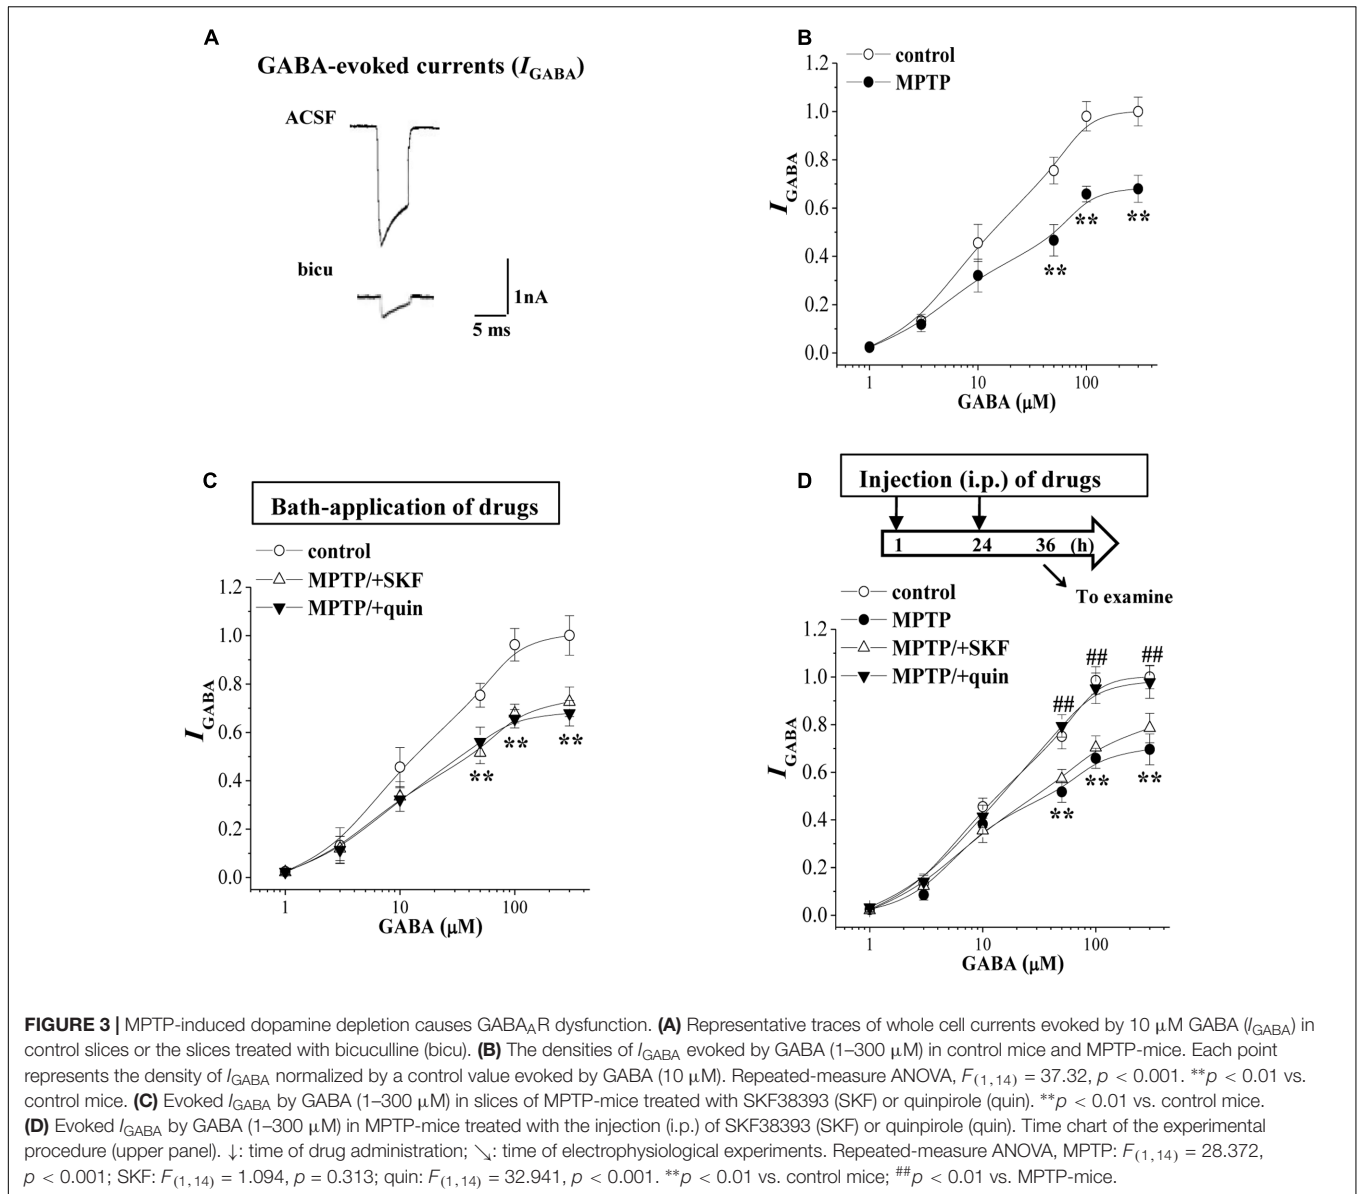 A
GABA-evoked currents (I_GABA)
ACSF
bicu
1nA
5 ms
B
control
MPTP
1.2
1.0
0.8
0.6
0.4
0.2
0.0
I_GABA
**
**
**
1
10
100
GABA (μM)
C
Bath-application of drugs
control
MPTP/+SKF
MPTP/+quin
1.2
1.0
0.8
0.6
0.4
0.2
0.0
I_GABA
**
**
**
1
10
100
GABA (μM)
D
Injection (i.p.) of drugs
1 24 36 (h)
To examine
control
MPTP
MPTP/+SKF
MPTP/+quin
1.2
1.0
0.8
0.6
0.4
0.2
0.0
I_GABA
##
##
##
**
**
**
1
10
100
GABA (μM)
FIGURE 3 | MPTP-induced dopamine depletion causes GABA_AR dysfunction. (A) Representative traces of whole cell currents evoked by 10 μM GABA (I_GABA) in
control slices or the slices treated with bicuculline (bicu). (B) The densities of I_GABA evoked by GABA (1–300 μM) in control mice and MPTP-mice. Each point
represents the density of I_GABA normalized by a control value evoked by GABA (10 μM). Repeated-measure ANOVA, F(1,14) = 37.32, p < 0.001. **p < 0.01 vs.
control mice. (C) Evoked I_GABA by GABA (1–300 μM) in slices of MPTP-mice treated with SKF38393 (SKF) or quinpirole (quin). **p < 0.01 vs. control mice.
(D) Evoked I_GABA by GABA (1–300 μM) in MPTP-mice treated with the injection (i.p.) of SKF38393 (SKF) or quinpirole (quin). Time chart of the experimental
procedure (upper panel). ↓: time of drug administration; ↘: time of electrophysiological experiments. Repeated-measure ANOVA, MPTP: F(1,14) = 28.372,
p < 0.001; SKF: F(1,14) = 1.094, p = 0.313; quin: F(1,14) = 32.941, p < 0.001. **p < 0.01 vs. control mice; ##p < 0.01 vs. MPTP-mice.